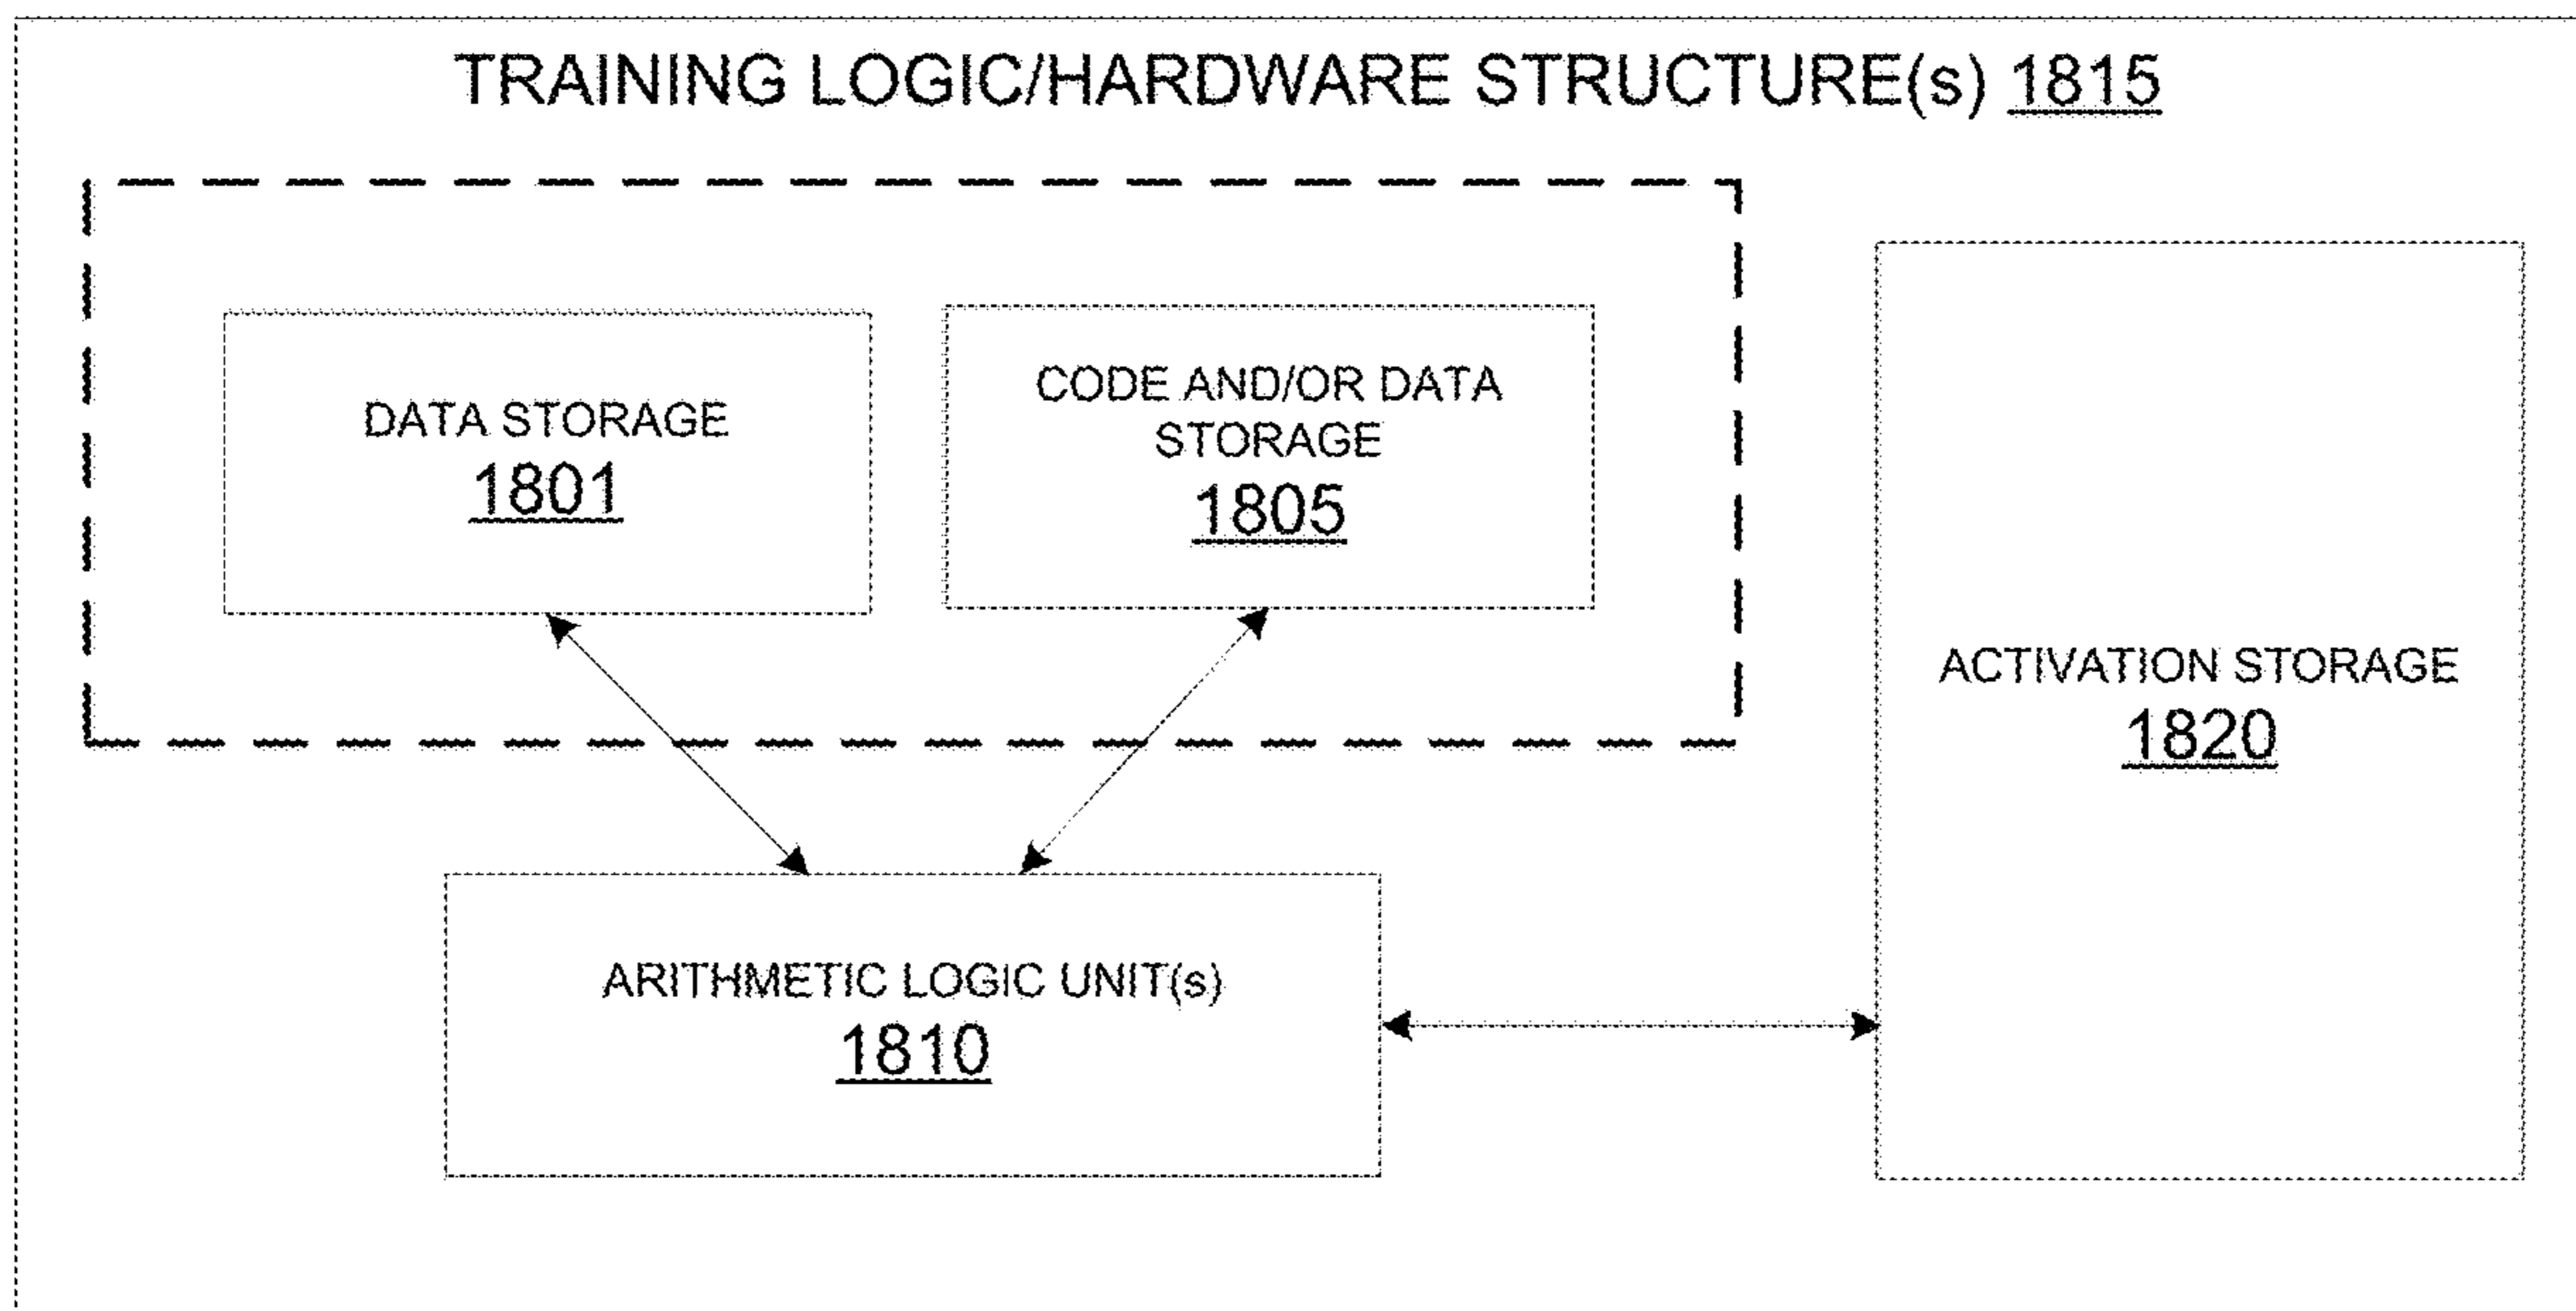 TRAINING LOGIC/HARDWARE STRUCTURE(s) 1815
DATA STORAGE
1801
CODE AND/OR DATA
STORAGE
1805
ACTIVATION STORAGE
1820
ARITHMETIC LOGIC UNIT(s)
1810